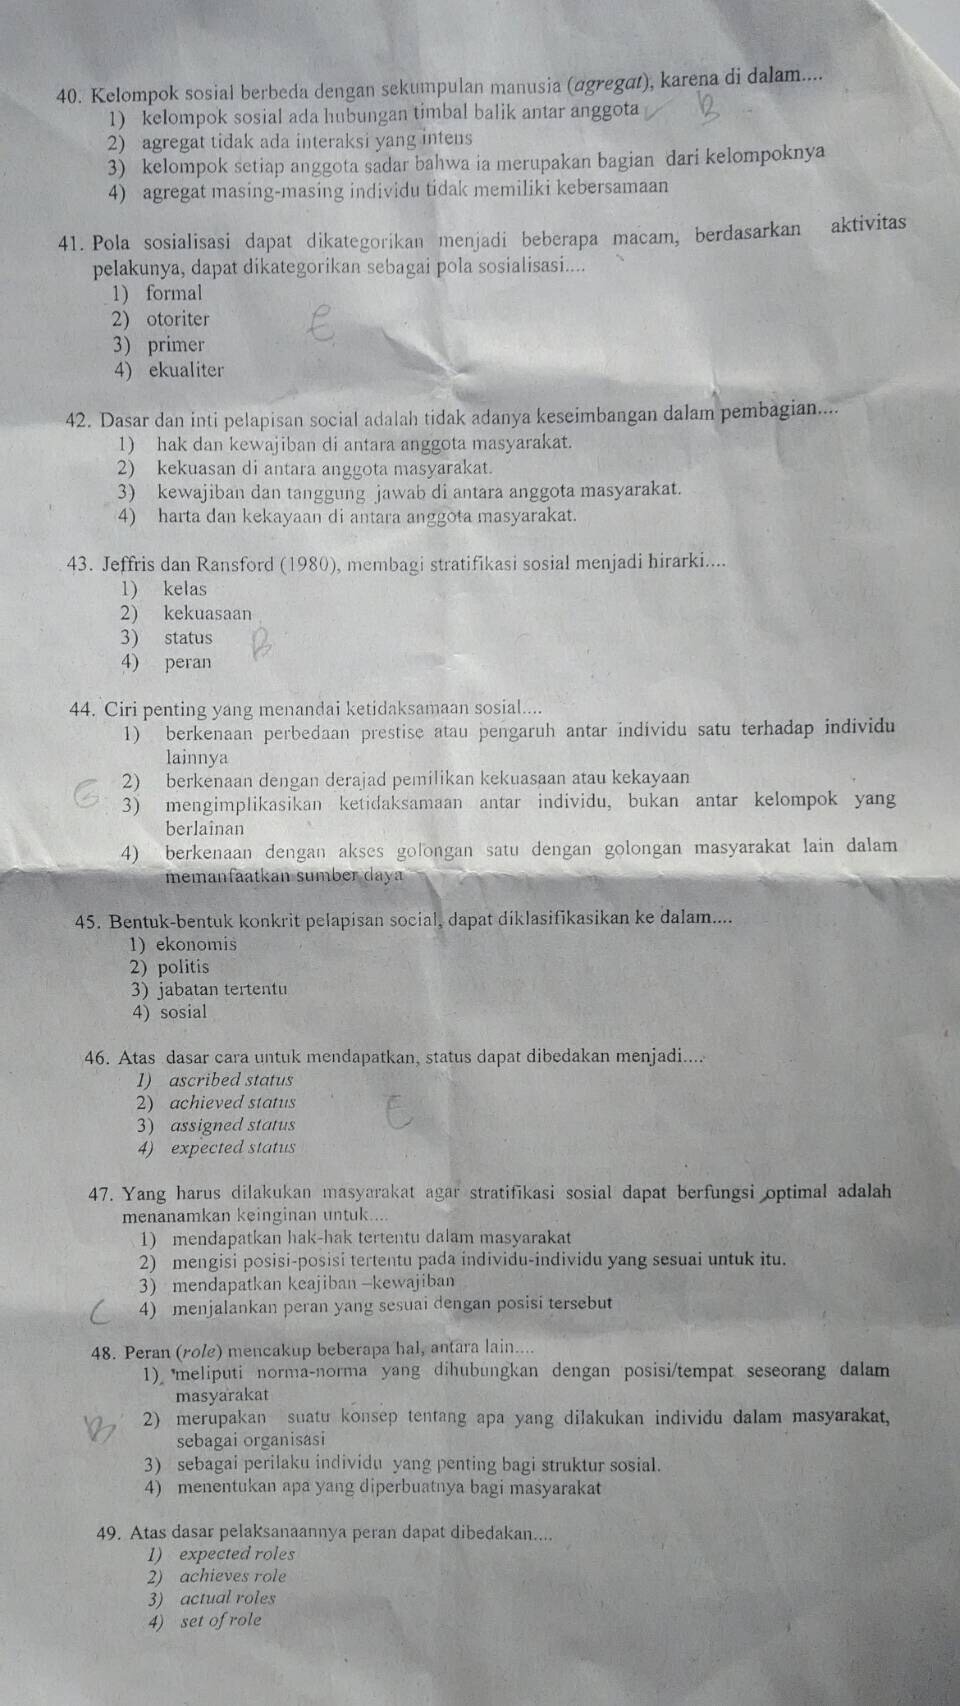 40. Kelompok sosial berbeda dengan sekumpulan manusia (agregat), karena di dalam....
1) kelompok sosial ada hubungan timbal balik antar anggota B
2) agregat tidak ada interaksi yang intens
3) kelompok setiap anggota sadar bahwa ia merupakan bagian dari kelompoknya
4) agregat masing-masing individu tidak memiliki kebersamaan
41. Pola sosialisasi dapat dikategorikan menjadi beberapa macam, berdasarkan aktivitas
pelakunya, dapat dikategorikan sebagai pola sosialisasi....
1) formal
2) otoriter E
3) primer
4) ekualiter
42. Dasar dan inti pelapisan social adalah tidak adanya keseimbangan dalam pembagian....
1) hak dan kewajiban di antara anggota masyarakat.
2) kekuasan di antara anggota masyarakat.
3) kewajiban dan tanggung jawab di antara anggota masyarakat.
4) harta dan kekayaan di antara anggota masyarakat.
43. Jeffris dan Ransford (1980), membagi stratifikasi sosial menjadi hirarki....
1) kelas
2) kekuasaan
3) status B
4) peran
44. Ciri penting yang menandai ketidaksamaan sosial....
1) berkenaan perbedaan prestise atau pengaruh antar individu satu terhadap individu
lainnya
2) berkenaan dengan derajad pemilikan kekuasaan atau kekayaan
3) mengimplikasikan ketidaksamaan antar individu, bukan antar kelompok yang
berlainan
4) berkenaan dengan akses golongan satu dengan golongan masyarakat lain dalam
memanfaatkan sumber daya
45. Bentuk-bentuk konkrit pelapisan social, dapat diklasifikasikan ke dalam....
1) ekonomis
2) politis
3) jabatan tertentu
4) sosial
46. Atas dasar cara untuk mendapatkan, status dapat dibedakan menjadi....
1) ascribed status
2) achieved status E
3) assigned status
4) expected status
47. Yang harus dilakukan masyarakat agar stratifikasi sosial dapat berfungsi optimal adalah
menanamkan keinginan untuk....
1) mendapatkan hak-hak tertentu dalam masyarakat
2) mengisi posisi-posisi tertentu pada individu-individu yang sesuai untuk itu.
3) mendapatkan keajiban –kewajiban
C 4) menjalankan peran yang sesuai dengan posisi tersebut
48. Peran (role) mencakup beberapa hal, antara lain....
1) meliputi norma-norma yang dihubungkan dengan posisi/tempat seseorang dalam
masyarakat
B 2) merupakan suatu konsep tentang apa yang dilakukan individu dalam masyarakat,
sebagai organisasi
3) sebagai perilaku individu yang penting bagi struktur sosial.
4) menentukan apa yang diperbuatnya bagi masyarakat
49. Atas dasar pelaksanaannya peran dapat dibedakan....
1) expected roles
2) achieves role
3) actual roles
4) set of role